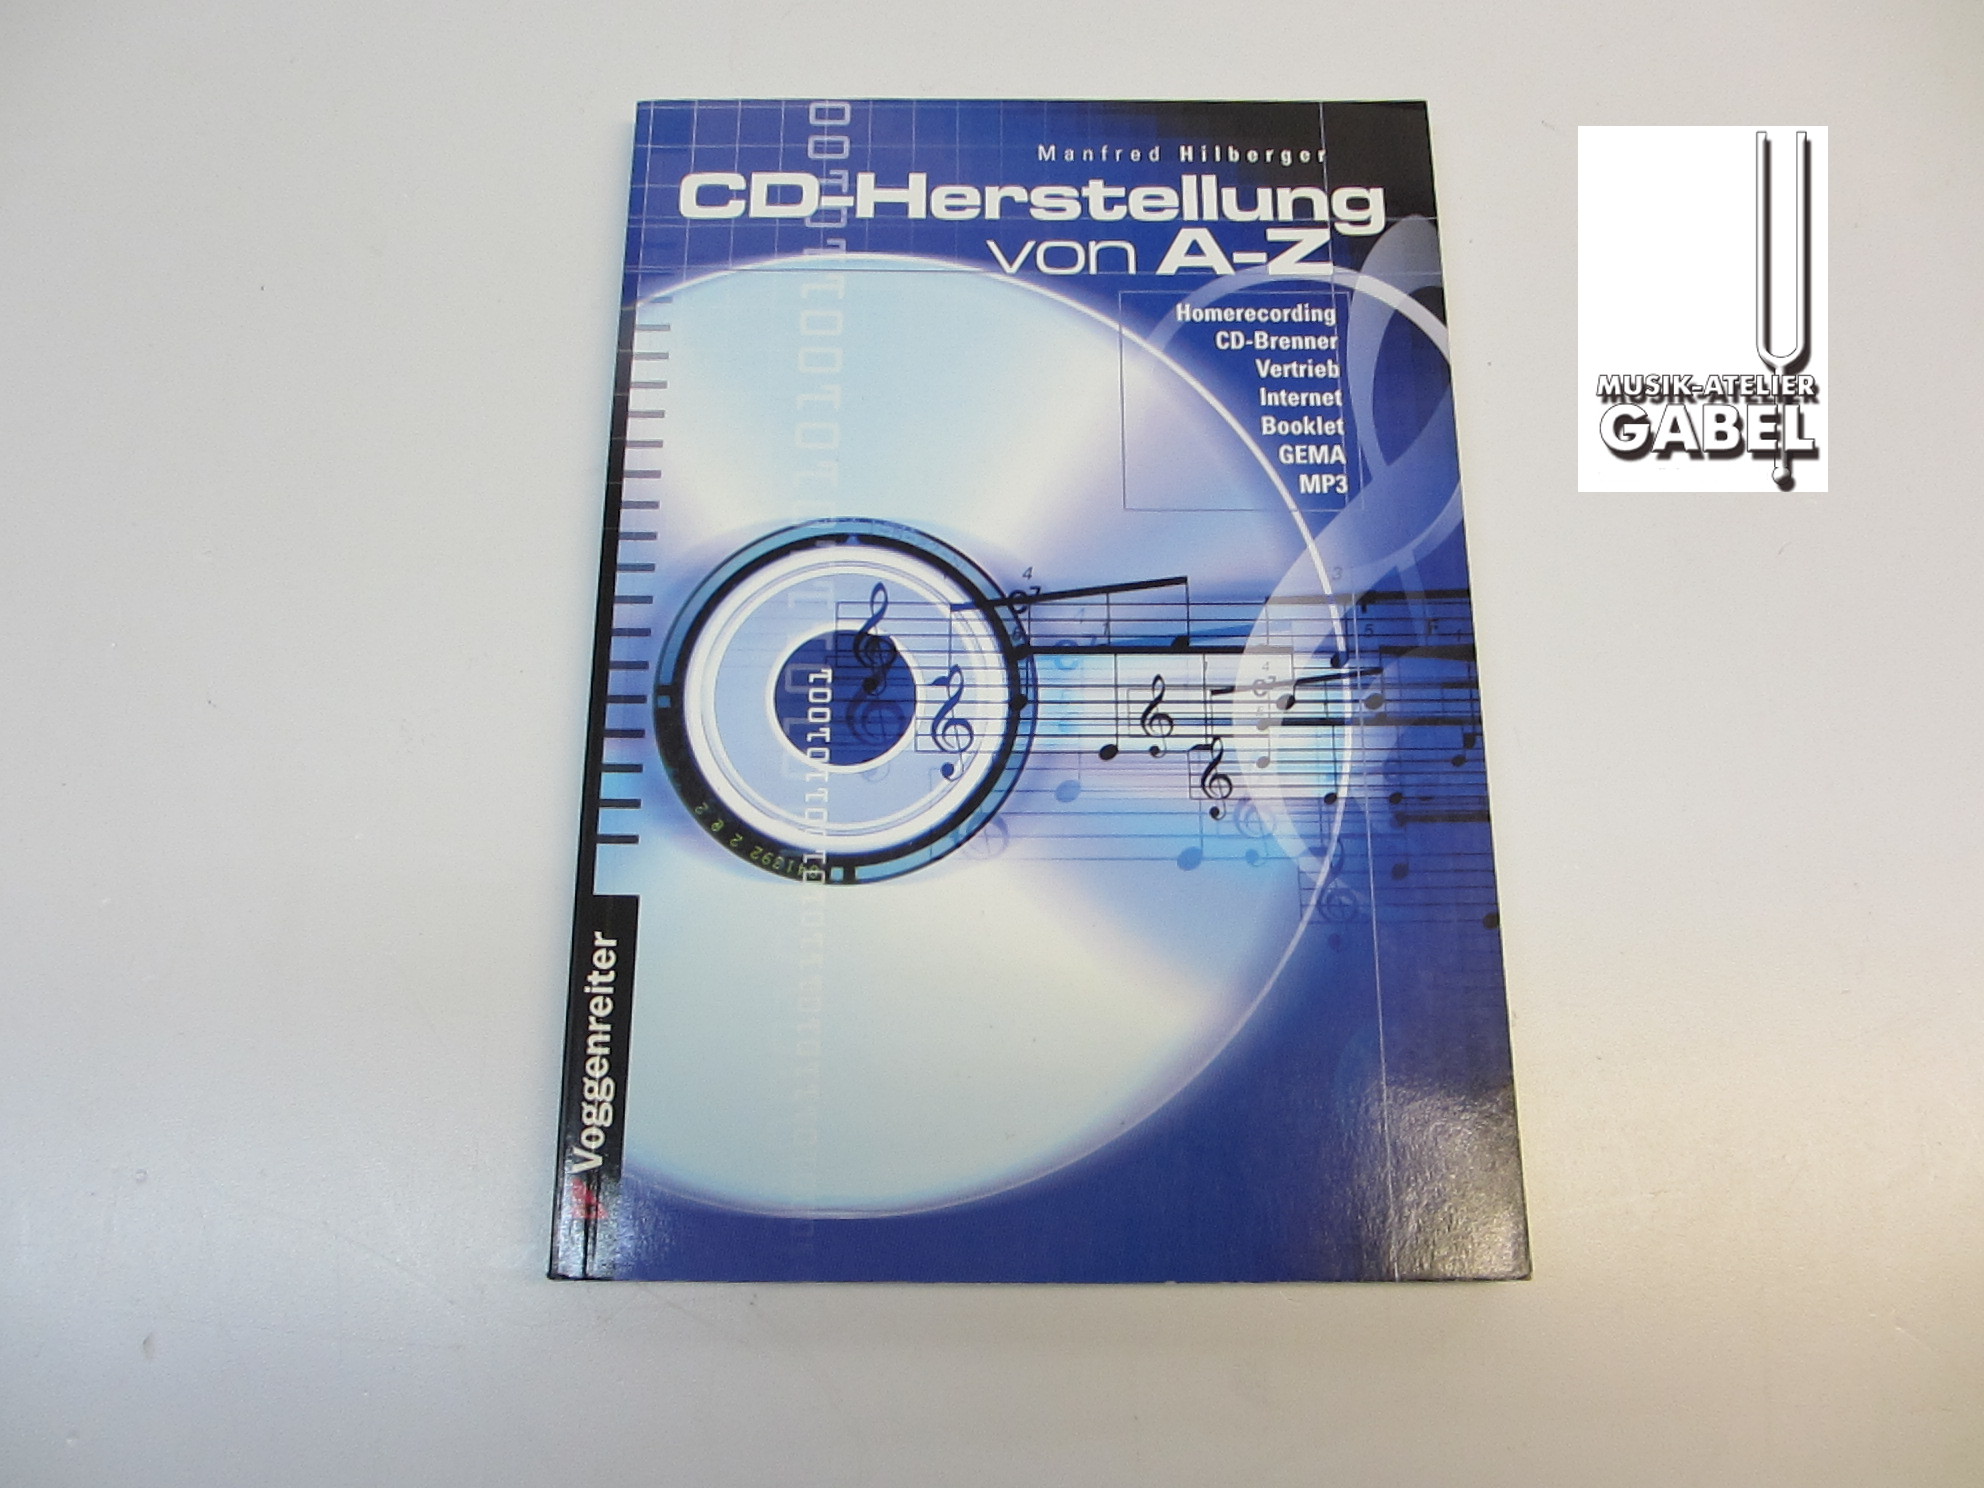 Manfred Hilberger
CD-Herstellung
von A-Z
Homerecording
CD-Brenner
Vertrieb
Internet
Booklet
GEMA
MP3
Voggenreiter
MUSIK-ATELIER
GABEL